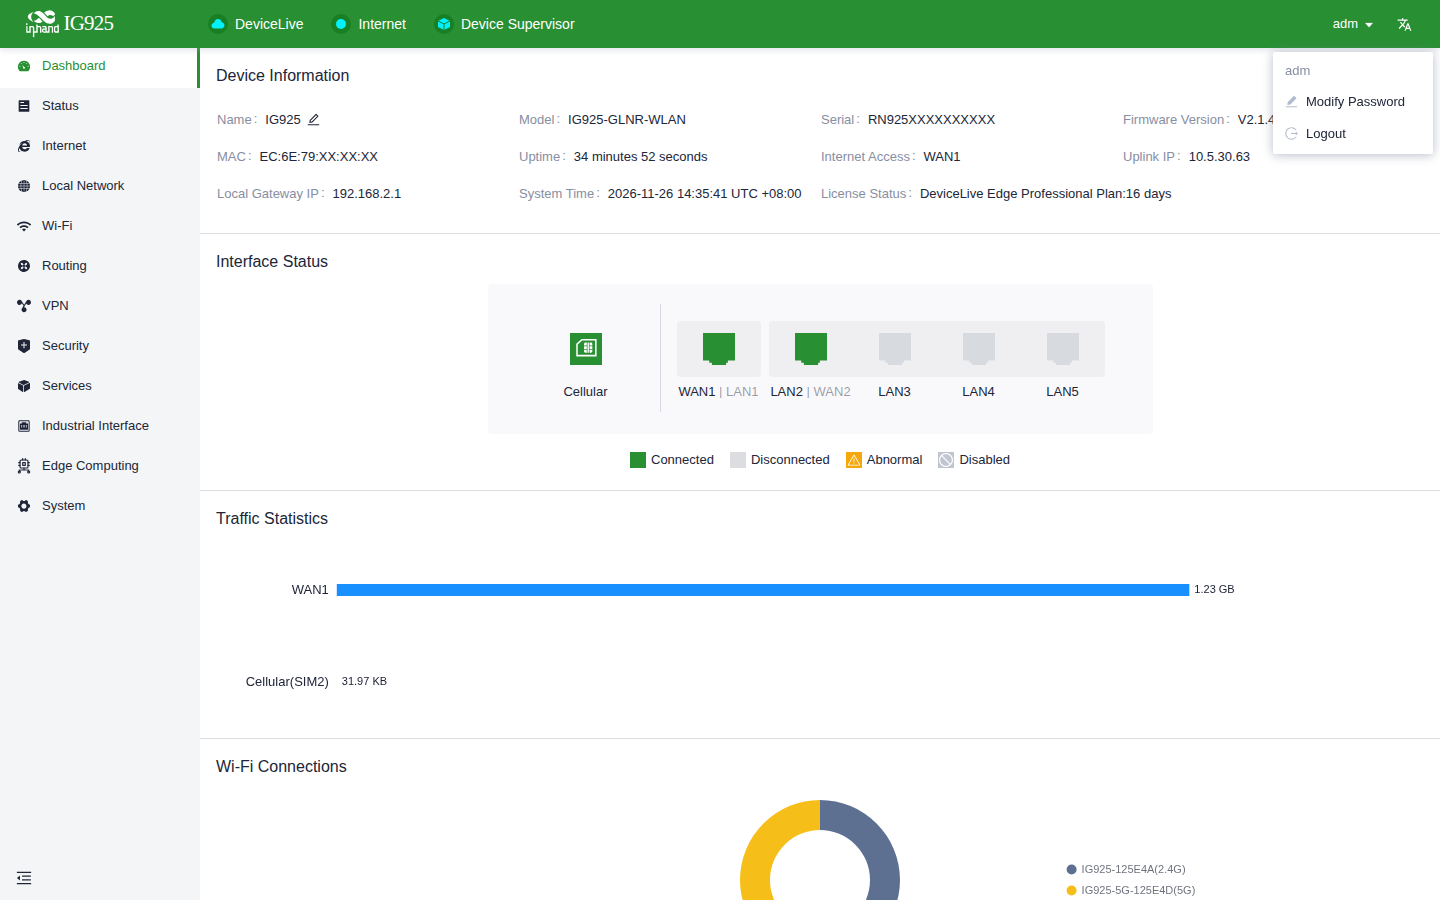 inhand IG925
DeviceLive Internet Device Supervisor adm
adm
Modify Password
Logout
Dashboard
Status
Internet
Local Network
Wi-Fi
Routing
VPN
Security
Services
Industrial Interface
Edge Computing
System
Device Information
Name: IG925 Model: IG925-GLNR-WLAN Serial: RN925XXXXXXXXXX Firmware Version: V2.1.4
MAC: EC:6E:79:XX:XX:XX Uptime: 34 minutes 52 seconds Internet Access: WAN1 Uplink IP: 10.5.30.63
Local Gateway IP: 192.168.2.1 System Time: 2026-11-26 14:35:41 UTC +08:00 License Status: DeviceLive Edge Professional Plan:16 days
Interface Status
Cellular WAN1 | LAN1 LAN2 | WAN2 LAN3 LAN4 LAN5
Connected Disconnected Abnormal Disabled
Traffic Statistics
WAN1 1.23 GB
Cellular(SIM2) 31.97 KB
Wi-Fi Connections
IG925-125E4A(2.4G)
IG925-5G-125E4D(5G)